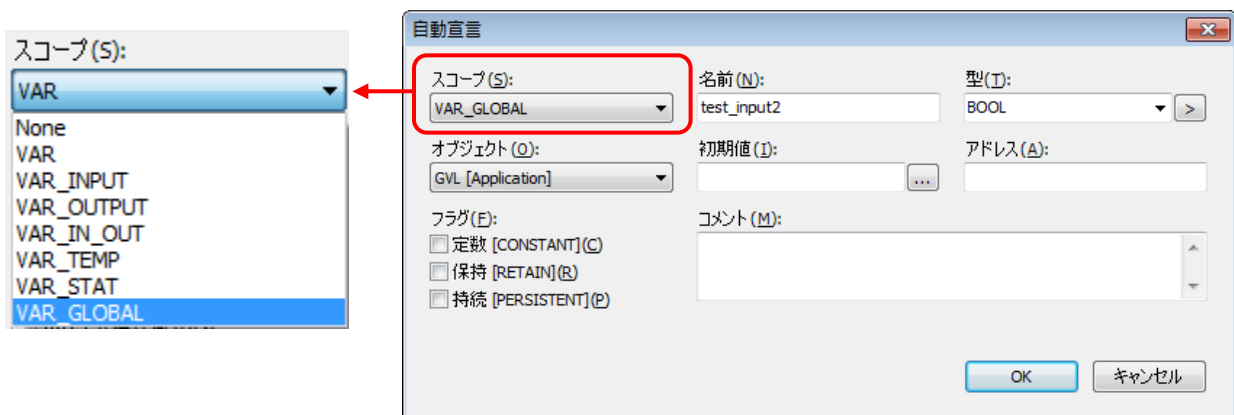 スコープ(S):
VAR
None
VAR
VAR_INPUT
VAR_OUTPUT
VAR_IN_OUT
VAR_TEMP
VAR_STAT
VAR_GLOBAL
自動宣言
スコープ(S): 名前(N): 型(T):
VAR_GLOBAL test_input2 BOOL >
オブジェクト(O): 初期値(I): アドレス(A):
GVL [Application] ...
フラグ(F): コメント(M):
定数 [CONSTANT](C)
保持 [RETAIN](R)
持続 [PERSISTENT](P)
OK キャンセル